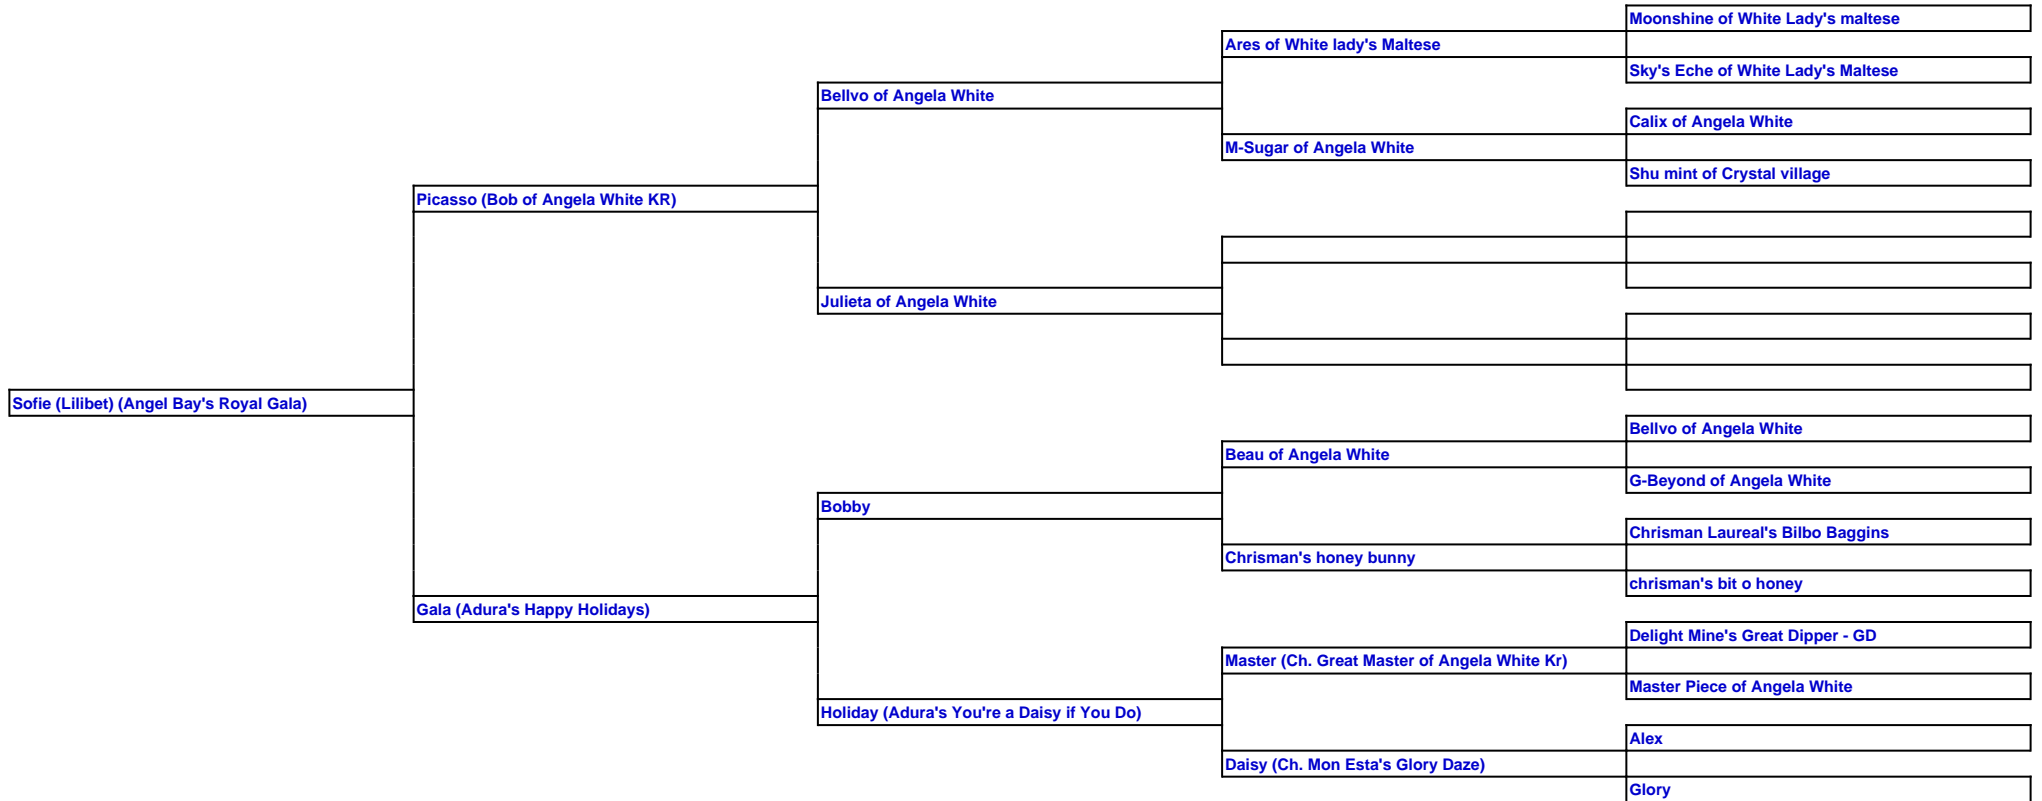 Moonshine of White Lady's maltese
Ares of White lady's Maltese
Sky's Eche of White Lady's Maltese
Bellvo of Angela White
Calix of Angela White
M-Sugar of Angela White
Shu mint of Crystal village
Picasso (Bob of Angela White KR)
Julieta of Angela White
Sofie (Lilibet) (Angel Bay's Royal Gala)
Bellvo of Angela White
Beau of Angela White
G-Beyond of Angela White
Bobby
Chrisman Laureal's Bilbo Baggins
Chrisman's honey bunny
chrisman's bit o honey
Gala (Adura's Happy Holidays)
Delight Mine's Great Dipper - GD
Master (Ch. Great Master of Angela White Kr)
Master Piece of Angela White
Holiday (Adura's You're a Daisy if You Do)
Alex
Daisy (Ch. Mon Esta's Glory Daze)
Glory